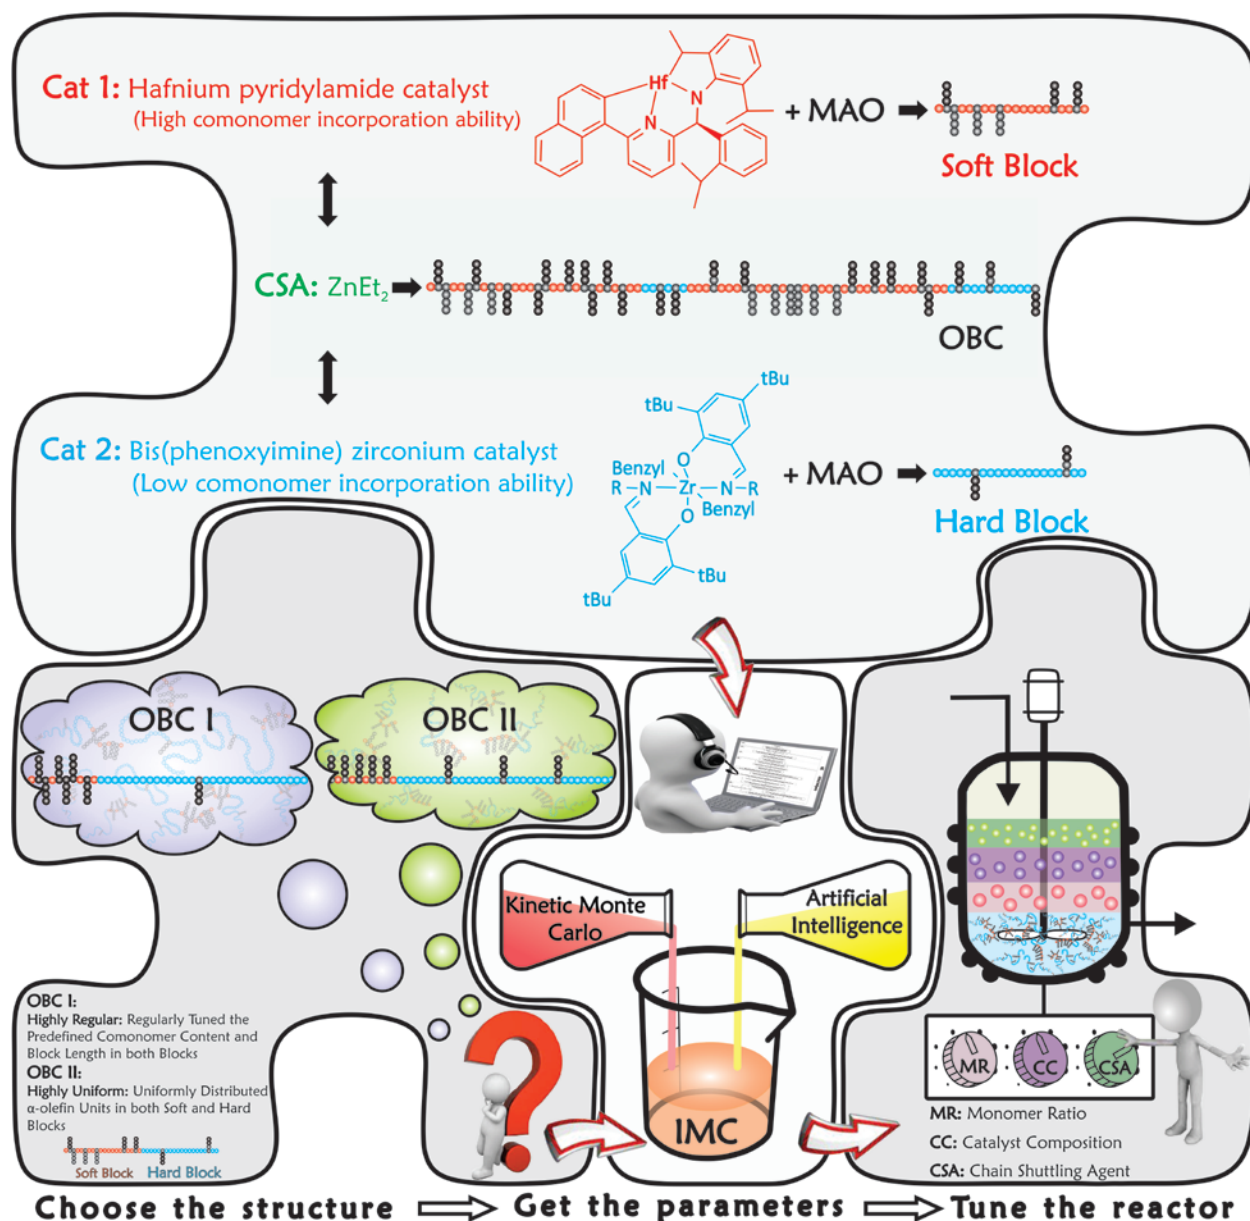 Cat 1: Hafnium pyridylamide catalyst
(High comonomer incorporation ability)
Hf
N
N
+ MAO
Soft Block
CSA: ZnEt₂
OBC
Cat 2: Bis(phenoxyimine) zirconium catalyst
(Low comonomer incorporation ability)
tBu
tBu
O
Benzyl
R N Zr N R
Benzyl
O
tBu
tBu
+ MAO
Hard Block
OBC I
OBC II
Kinetic Monte
Carlo
Artificial
Intelligence
IMC
OBC I:
Highly Regular: Regularly Tuned the
Predefined Comonomer Content and
Block Length in both Blocks
OBC II:
Highly Uniform: Uniformly Distributed
α-olefin Units in both Soft and Hard
Blocks
Soft Block Hard Block
MR CC CSA
MR: Monomer Ratio
CC: Catalyst Composition
CSA: Chain Shuttling Agent
Choose the structure Get the parameters Tune the reactor